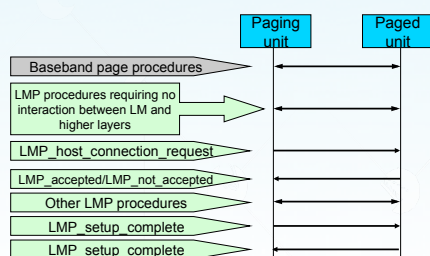 Paging
unit
Paged
unit
Baseband page procedures
LMP procedures requiring no
interaction between LM and
higher layers
LMP_host_connection_request
LMP_accepted/LMP_not_accepted
Other LMP procedures
LMP_setup_complete
LMP_setup_complete